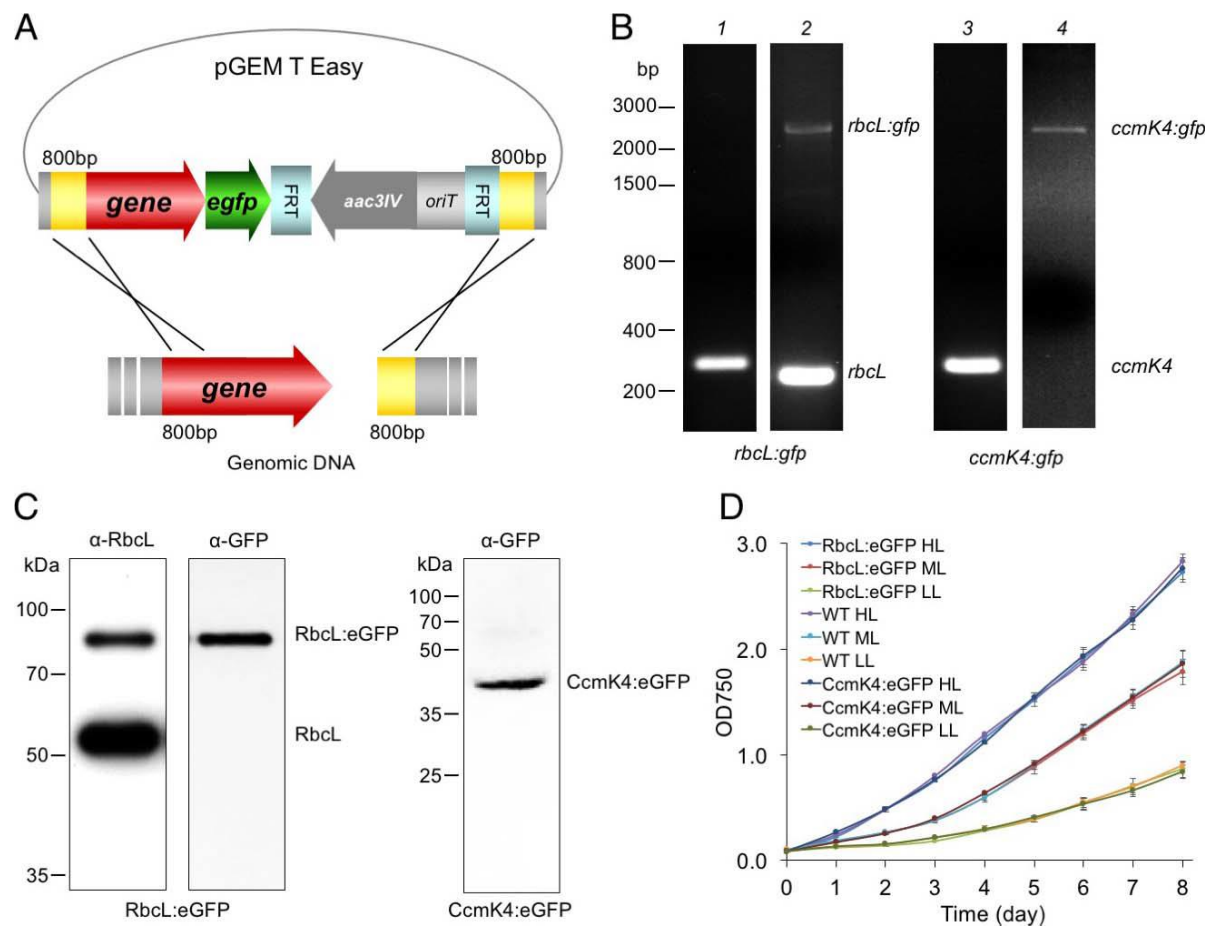 A
pGEM T Easy
800bp
800bp
gene
egfp
FRT
aac3IV
oriT
FRT
gene
800bp
800bp
Genomic DNA
B
1
2
3
4
bp
3000
2000
1500
800
400
200
rbcL:gfp
rbcL
ccmK4:gfp
ccmK4
rbcL:gfp
ccmK4:gfp
C
α-RbcL
α-GFP
kDa
100
70
50
35
RbcL:eGFP
RbcL
RbcL:eGFP
α-GFP
kDa
100
70
50
35
25
CcmK4:eGFP
CcmK4:eGFP
D
3.0
2.0
1.0
0.0
OD750
RbcL:eGFP HL
RbcL:eGFP ML
RbcL:eGFP LL
WT HL
WT ML
WT LL
CcmK4:eGFP HL
CcmK4:eGFP ML
CcmK4:eGFP LL
0 1 2 3 4 5 6 7 8
Time (day)